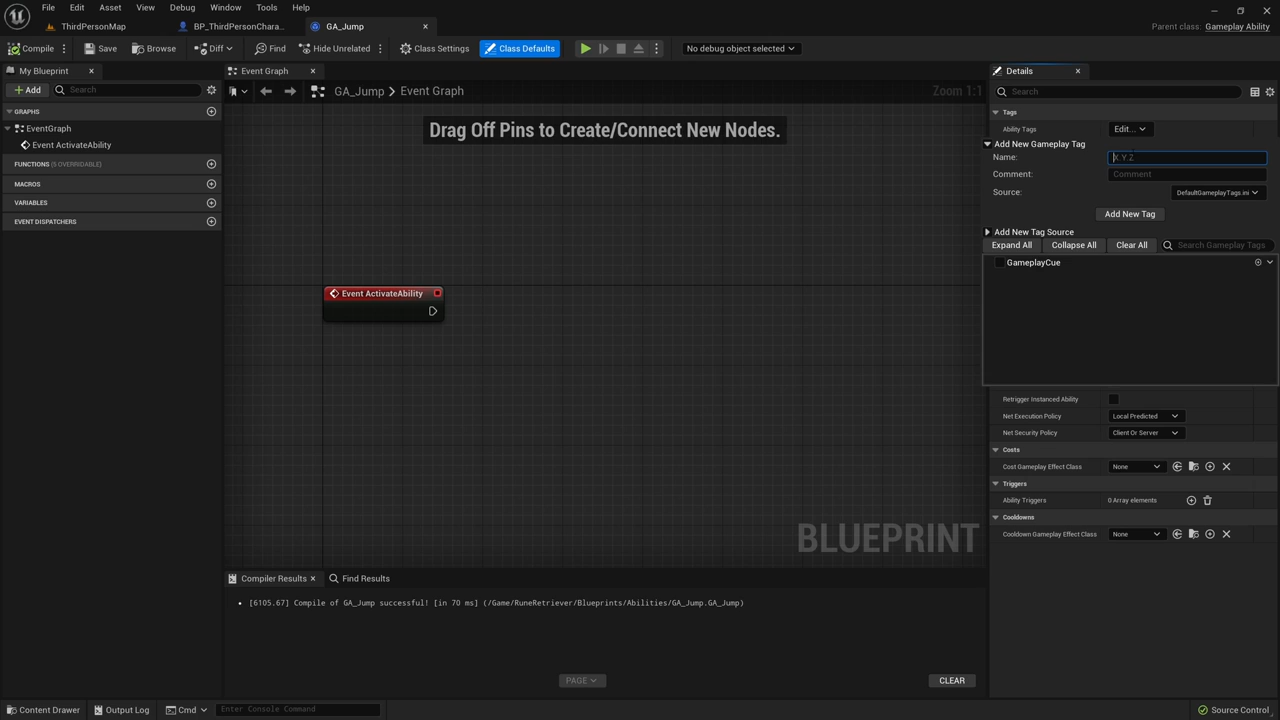 File Edit Asset View Debug Window Tools Help
ThirdPersonMap BP_ThirdPersonChara... GA_Jump
Parent class: Gameplay Ability
Compile Save Browse Diff Find Hide Unrelated Class Settings Class Defaults No debug object selected
My Blueprint Event Graph Details
Add Search GA_Jump > Event Graph Zoom 1:1 Search
GRAPHS
EventGraph
Event ActivateAbility
FUNCTIONS (5 OVERRIDABLE)
MACROS
VARIABLES
EVENT DISPATCHERS
Drag Off Pins to Create/Connect New Nodes.
Event ActivateAbility
BLUEPRINT
Tags
Ability Tags Edit...
Add New Gameplay Tag
Name: X.Y.Z
Comment: Comment
Source: DefaultGameplayTags.ini
Add New Tag
Add New Tag Source
Expand All Collapse All Clear All Search Gameplay Tags
GameplayCue
Retrigger Instanced Ability
Net Execution Policy Local Predicted
Net Security Policy Client Or Server
Costs
Cost Gameplay Effect Class None
Triggers
Ability Triggers 0 Array elements
Cooldowns
Cooldown Gameplay Effect Class None
Compiler Results Find Results
[6105.67] Compile of GA_Jump successful! [in 70 ms] (/Game/RuneRetriever/Blueprints/Abilities/GA_Jump.GA_Jump)
PAGE CLEAR
Content Drawer Output Log Cmd Enter Console Command Source Control